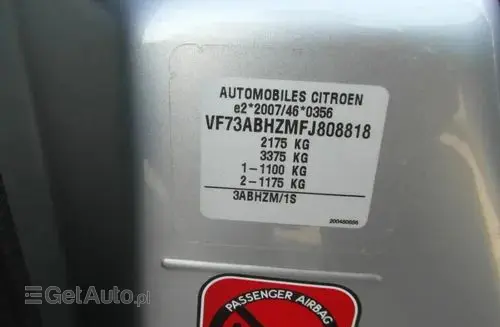 AUTOMOBILES CITROEN
e2*2007/46*0356
VF73ABHZMFJ808818
2175 KG
3375 KG
1-1100 KG
2-1175 KG
3ABHZM/1S
200480656
PASSENGER AIRBAG
GetAuto.pl